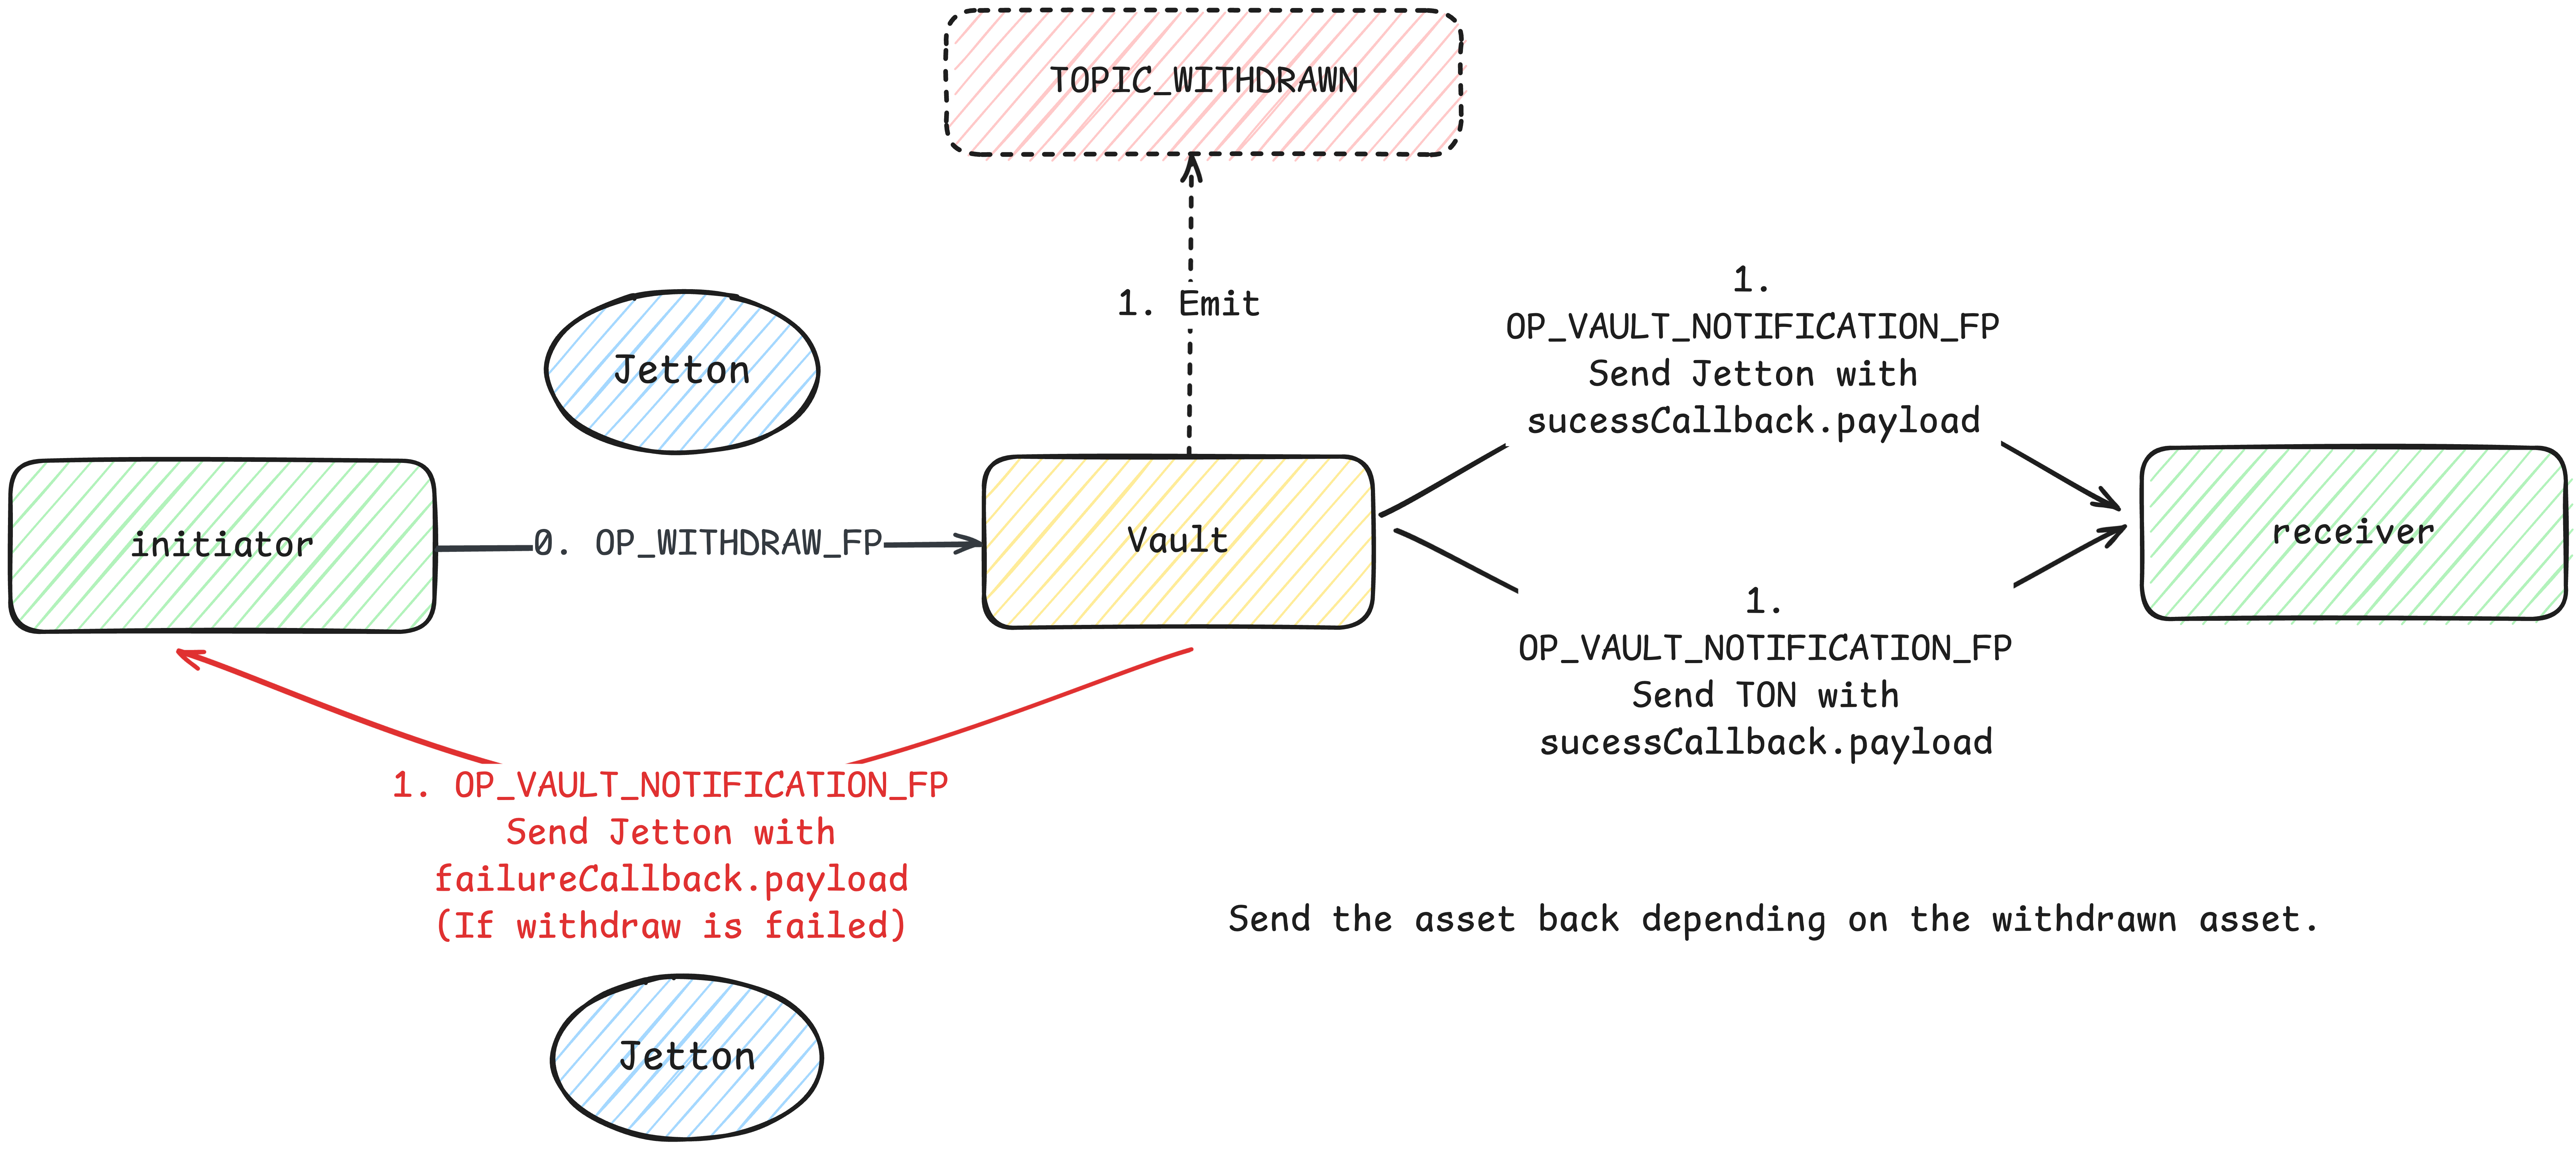 TOPIC_WITHDRAWN
1. Emit
Jetton
initiator
0. OP_WITHDRAW_FP
Vault
1.
OP_VAULT_NOTIFICATION_FP
Send Jetton with
sucessCallback.payload
receiver
1.
OP_VAULT_NOTIFICATION_FP
Send TON with
sucessCallback.payload
1. OP_VAULT_NOTIFICATION_FP
Send Jetton with
failureCallback.payload
(If withdraw is failed)
Send the asset back depending on the withdrawn asset.
Jetton